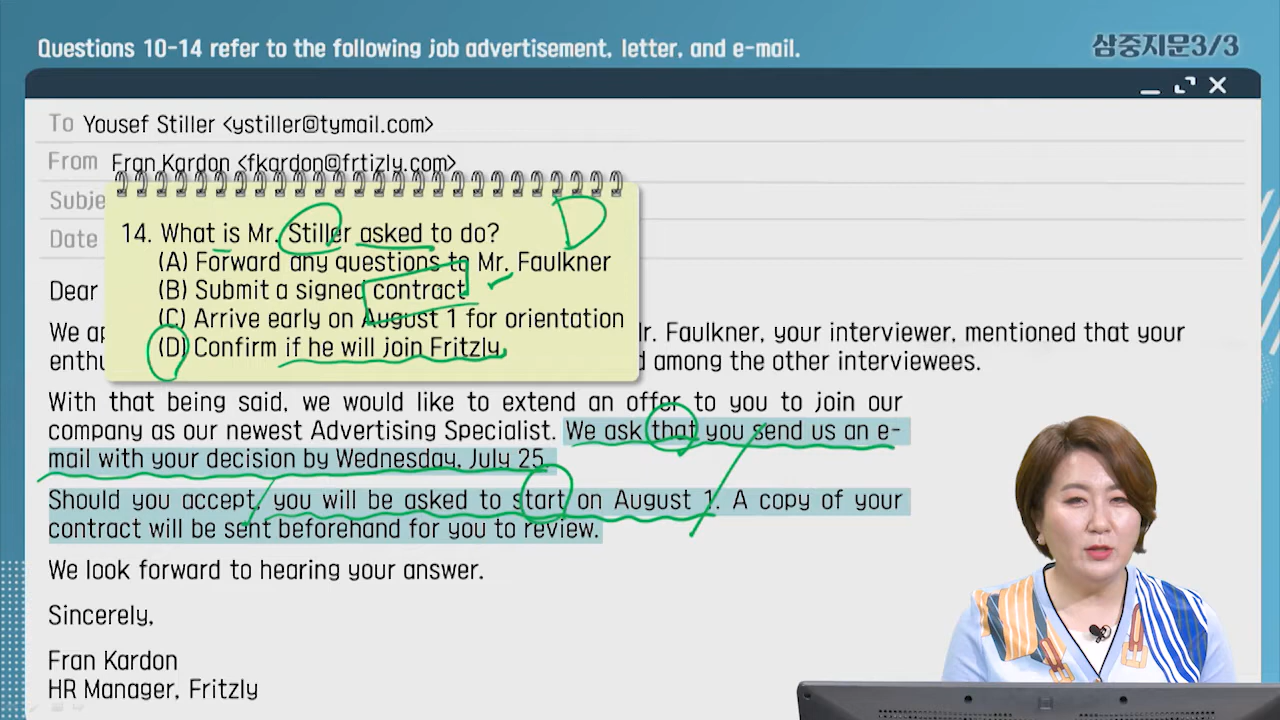 Questions 10-14 refer to the following job advertisement, letter, and e-mail.
삼중지문3/3
To Yousef Stiller <ystiller@tymail.com>
From Fran Kardon <fkardon@frtizly.com>
Subje
Date
14. What is Mr. Stiller asked to do?
(A) Forward any questions to Mr. Faulkner
(B) Submit a signed contract
(C) Arrive early on August 1 for orientation
(D) Confirm if he will join Fritzly
D
Dear
We ap r. Faulkner, your interviewer, mentioned that your
enthu d among the other interviewees.
With that being said, we would like to extend an offer to you to join our
company as our newest Advertising Specialist. We ask that you send us an e-
mail with your decision by Wednesday, July 25.
Should you accept, you will be asked to start on August 1. A copy of your
contract will be sent beforehand for you to review.
We look forward to hearing your answer.
Sincerely,
Fran Kardon
HR Manager, Fritzly